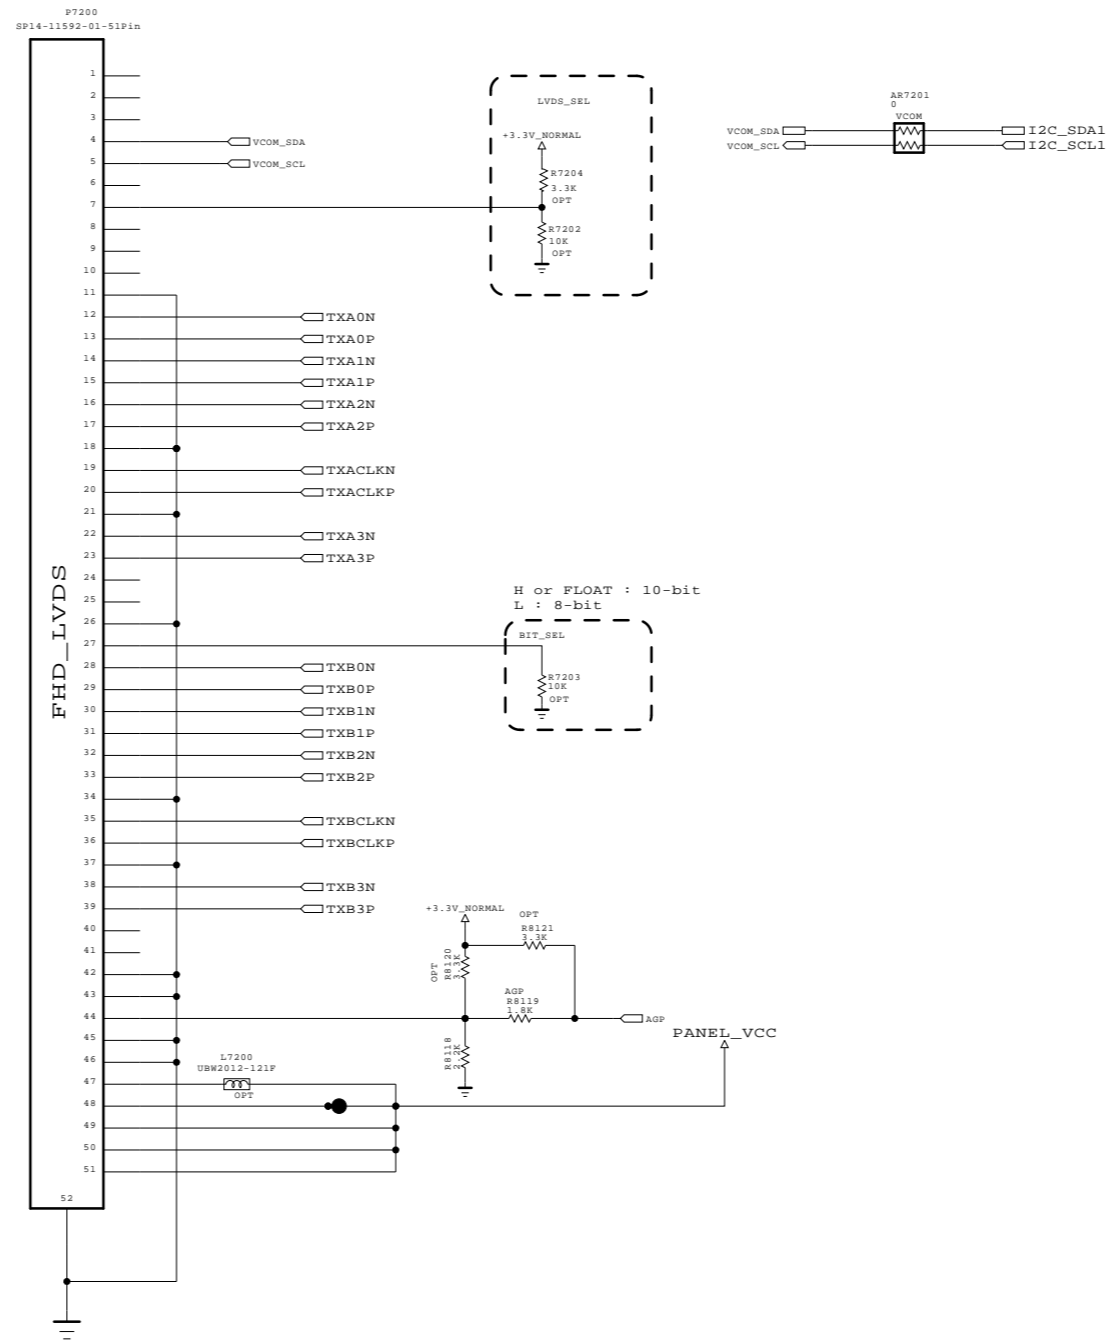 P7200
SP14-11592-01-51Pin
FHD_LVDS
1
2
3
4
VCOM_SDA
5
VCOM_SCL
6
7
8
9
10
11
12
TXA0N
13
TXA0P
14
TXA1N
15
TXA1P
16
TXA2N
17
TXA2P
18
19
TXACLKN
20
TXACLKP
21
22
TXA3N
23
TXA3P
24
25
26
27
28
TXB0N
29
TXB0P
30
TXB1N
31
TXB1P
32
TXB2N
33
TXB2P
34
35
TXBCLKN
36
TXBCLKP
37
38
TXB3N
39
TXB3P
40
41
42
43
44
45
46
47
48
49
50
51
52
LVDS_SEL
+3.3V_NORMAL
R7204
3.3K
OPT
R7202
10K
OPT
AR7201
0
VCOM
VCOM_SDA
I2C_SDA1
VCOM_SCL
I2C_SCL1
H or FLOAT : 10-bit
L : 8-bit
BIT_SEL
R7203
10K
OPT
+3.3V_NORMAL
OPT
R8121
3.3K
OPT
R8120
3.3K
AGP
R8119
1.8K
AGP
R8118
2.2K
PANEL_VCC
L7200
UBW2012-121F
OPT